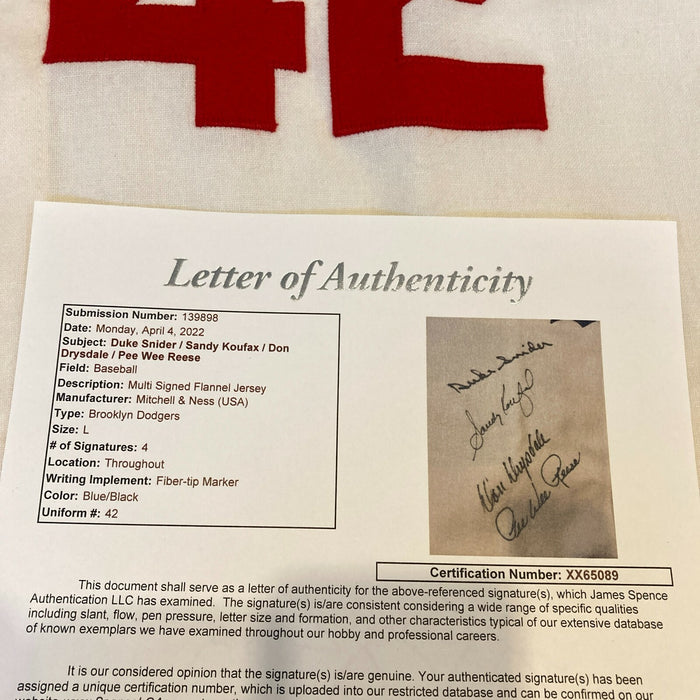 42
Letter of Authenticity
Submission Number: 139898
Date: Monday, April 4, 2022
Subject: Duke Snider / Sandy Koufax / Don
Drysdale / Pee Wee Reese
Field: Baseball
Description: Multi Signed Flannel Jersey
Manufacturer: Mitchell & Ness (USA)
Type: Brooklyn Dodgers
Size: L
# of Signatures: 4
Location: Throughout
Writing Implement: Fiber-tip Marker
Color: Blue/Black
Uniform #: 42
Duke Snider
Sandy Koufax
Don Drysdale
Pee Wee Reese
Certification Number: XX65089
This document shall serve as a letter of authenticity for the above-referenced signature(s), which James Spence
Authentication LLC has examined. The signature(s) is/are consistent considering a wide range of specific qualities
including slant, flow, pen pressure, letter size and formation, and other characteristics typical of our extensive database
of known exemplars we have examined throughout our hobby and professional careers.
It is our considered opinion that the signature(s) is/are genuine. Your authenticated signature(s) has been
assigned a unique certification number, which is uploaded into our restricted database and can be confirmed on our